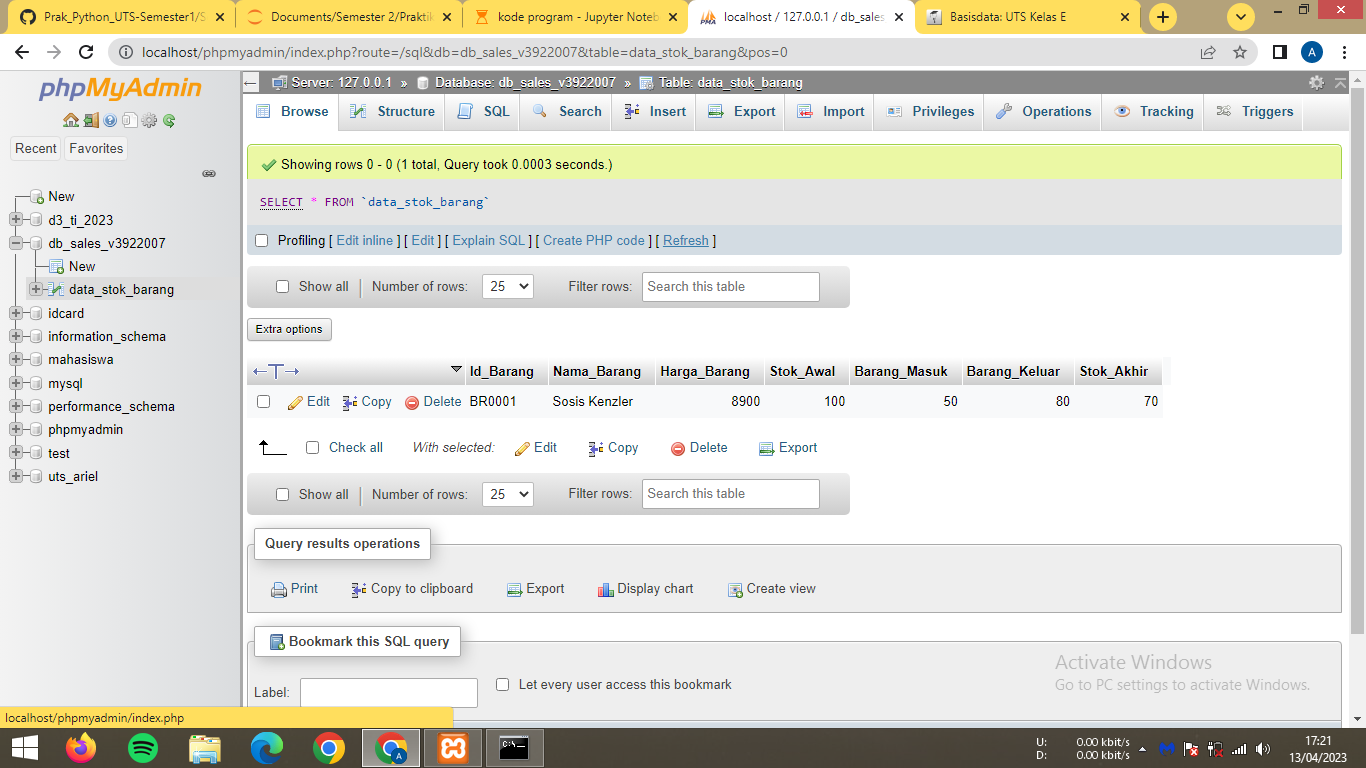 Prak_Python_UTS-Semester1/S
Documents/Semester 2/Prakti
kode program - Jupyter Noteb
localhost / 127.0.0.1 / db_sales
Basisdata: UTS Kelas E
localhost/phpmyadmin/index.php?route=/sql&db=db_sales_v3922007&table=data_stok_barang&pos=0
A
phpMyAdmin
Recent Favorites
New
d3_ti_2023
db_sales_v3922007
New
data_stok_barang
idcard
information_schema
mahasiswa
mysql
performance_schema
phpmyadmin
test
uts_ariel
Server: 127.0.0.1 » Database: db_sales_v3922007 » Table: data_stok_barang
Browse Structure SQL Search Insert Export Import Privileges Operations Tracking Triggers
Showing rows 0 - 0 (1 total, Query took 0.0003 seconds.)
SELECT * FROM `data_stok_barang`
Profiling [ Edit inline ] [ Edit ] [ Explain SQL ] [ Create PHP code ] [ Refresh ]
Show all Number of rows: 25 Filter rows: Search this table
Extra options
Id_Barang Nama_Barang Harga_Barang Stok_Awal Barang_Masuk Barang_Keluar Stok_Akhir
Edit Copy Delete BR0001 Sosis Kenzler 8900 100 50 80 70
Check all With selected: Edit Copy Delete Export
Show all Number of rows: 25 Filter rows: Search this table
Query results operations
Print Copy to clipboard Export Display chart Create view
Bookmark this SQL query
Label: Let every user access this bookmark
Activate Windows
Go to PC settings to activate Windows.
localhost/phpmyadmin/index.php
U: 0.00 kbit/s
D: 0.00 kbit/s
17:21
13/04/2023